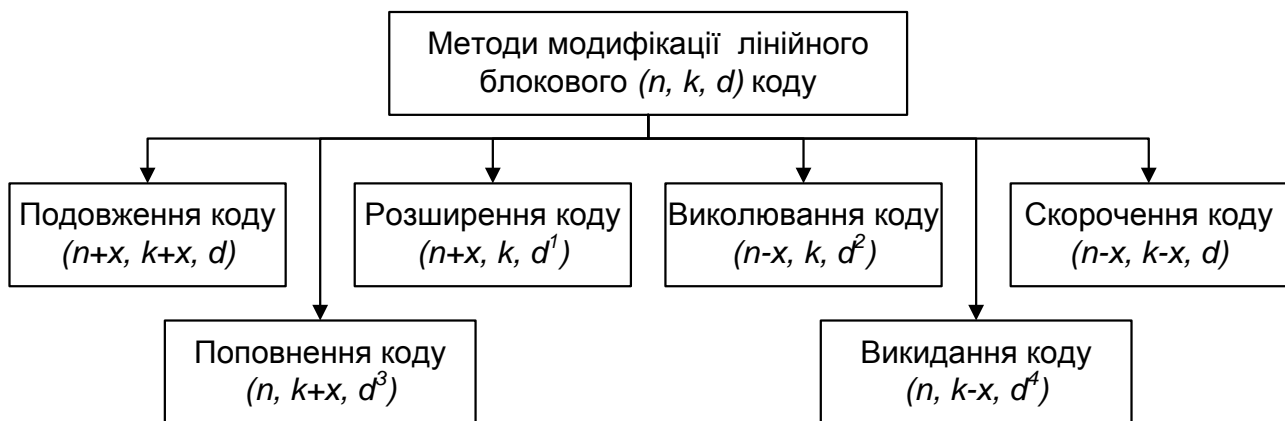 Методи модифікації лінійного
блокового (n, k, d) коду
Подовження коду
(n+x, k+x, d)
Розширення коду
(n+x, k, d¹)
Виколювання коду
(n-x, k, d²)
Скорочення коду
(n-x, k-x, d)
Поповнення коду
(n, k+x, d³)
Викидання коду
(n, k-x, d⁴)